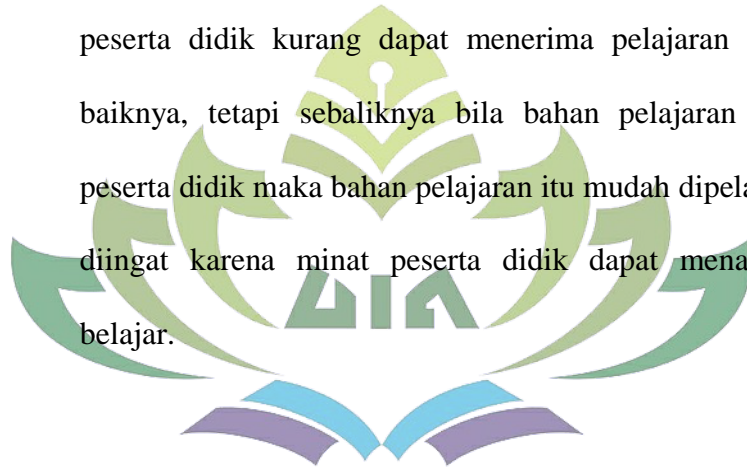 peserta didik kurang dapat menerima pelajaran
baiknya, tetapi sebaliknya bila bahan pelajaran
peserta didik maka bahan pelajaran itu mudah
diingat karena minat peserta didik dapat
UIN
belajar.